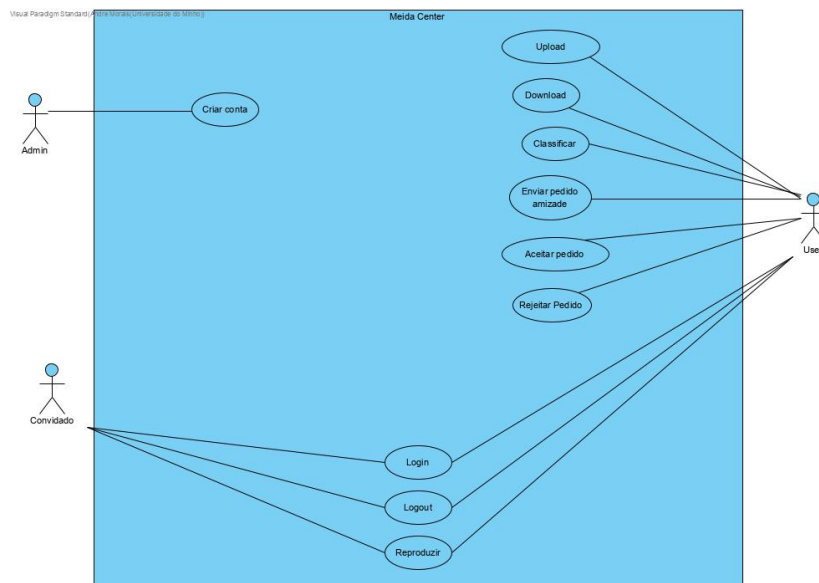 Visual Paradigm Standard(André Morais(Universidade do Minho))
Meida Center
Upload
Download
Criar conta
Classificar
Admin
Enviar pedido
amizade
Aceitar pedido
Use
Rejeitar Pedido
Convidado
Login
Logout
Reproduzir